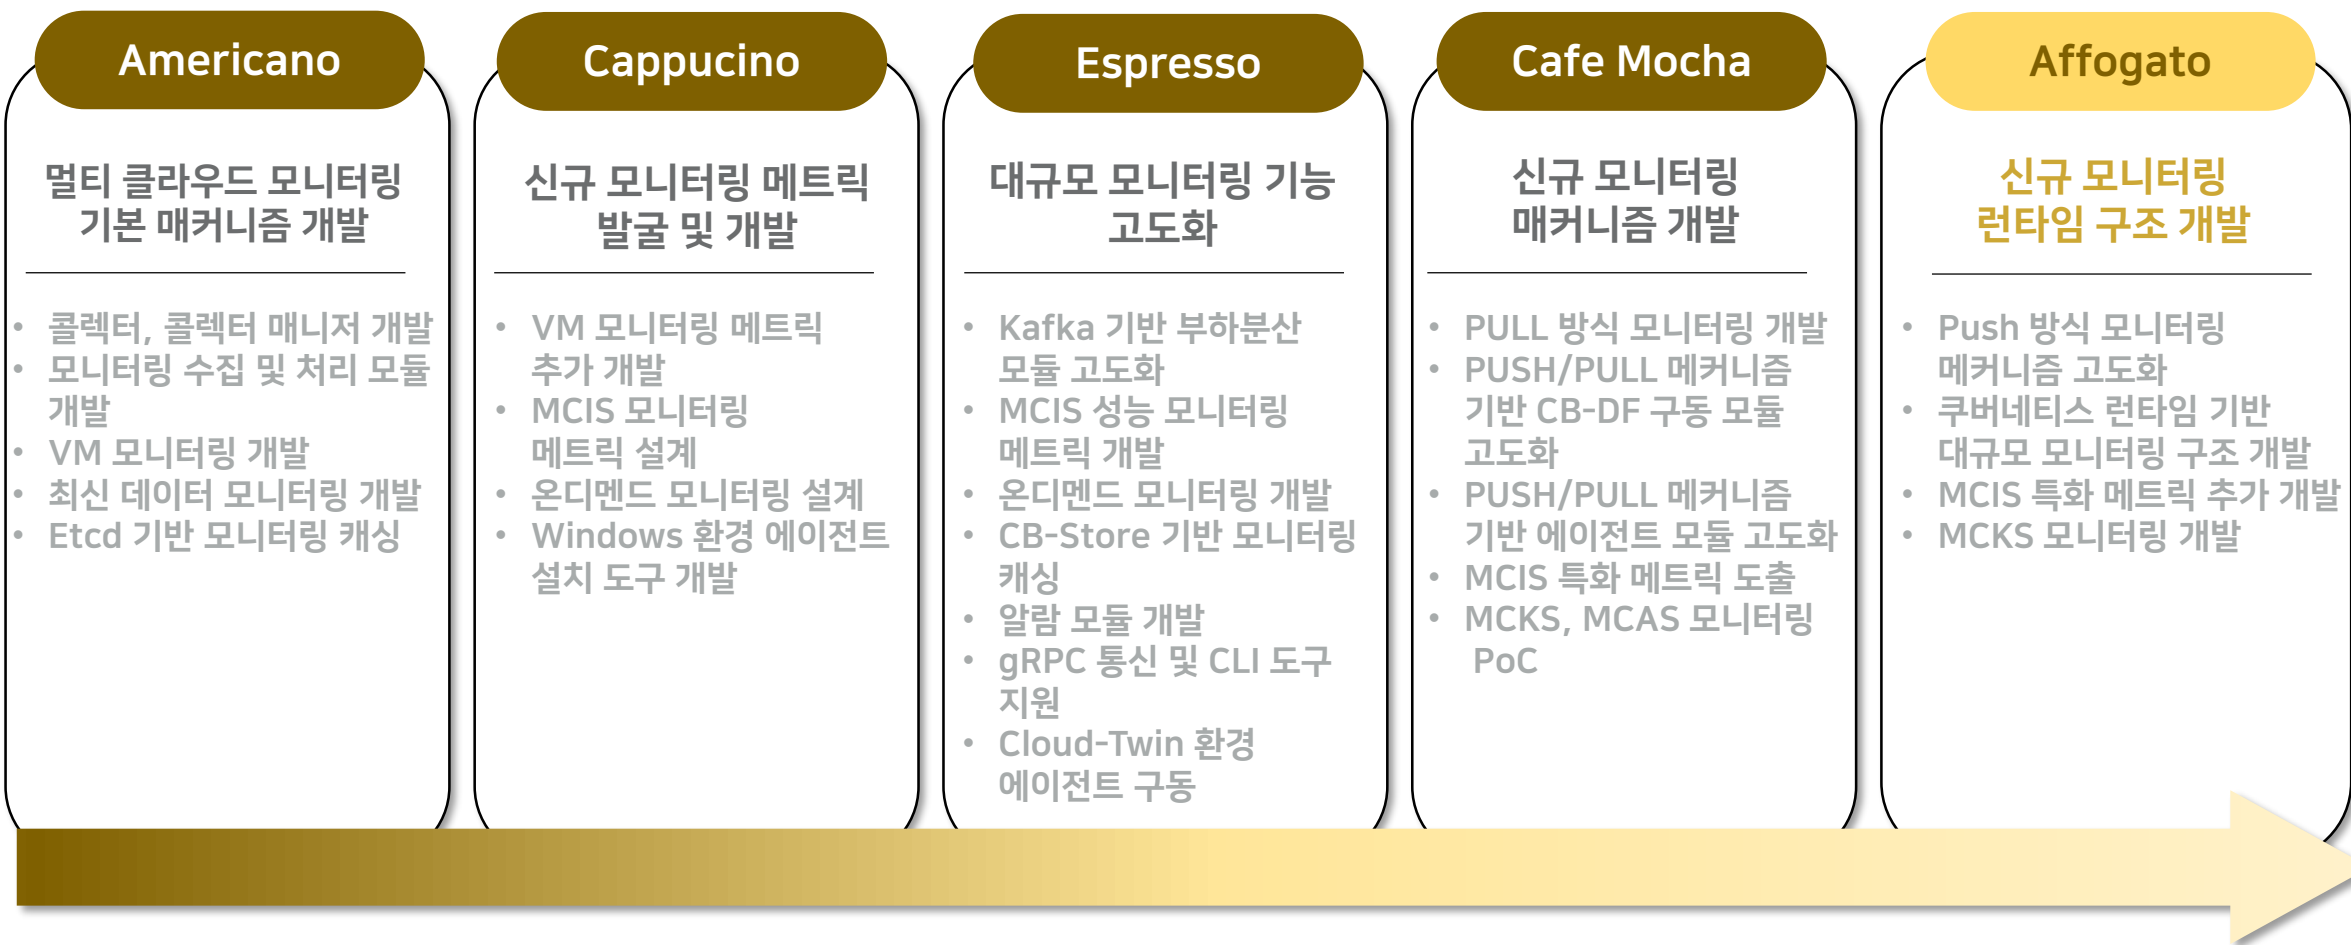 Americano
멀티 클라우드 모니터링
기본 매커니즘 개발
• 콜렉터, 콜렉터 매니저 개발
• 모니터링 수집 및 처리 모듈
개발
• VM 모니터링 개발
• 최신 데이터 모니터링 개발
• Etcd 기반 모니터링 캐싱
Cappucino
신규 모니터링 메트릭
발굴 및 개발
• VM 모니터링 메트릭
추가 개발
• MCIS 모니터링
메트릭 설계
• 온디멘드 모니터링 설계
• Windows 환경 에이전트
설치 도구 개발
Espresso
대규모 모니터링 기능
고도화
• Kafka 기반 부하분산
모듈 고도화
• MCIS 성능 모니터링
메트릭 개발
• 온디멘드 모니터링 개발
• CB-Store 기반 모니터링
캐싱
• 알람 모듈 개발
• gRPC 통신 및 CLI 도구
지원
• Cloud-Twin 환경
에이전트 구동
Cafe Mocha
신규 모니터링
매커니즘 개발
• PULL 방식 모니터링 개발
• PUSH/PULL 메커니즘
기반 CB-DF 구동 모듈
고도화
• PUSH/PULL 메커니즘
기반 에이전트 모듈 고도화
• MCIS 특화 메트릭 도출
• MCKS, MCAS 모니터링
PoC
Affogato
신규 모니터링
런타임 구조 개발
• Push 방식 모니터링
메커니즘 고도화
• 쿠버네티스 런타임 기반
대규모 모니터링 구조 개발
• MCIS 특화 메트릭 추가 개발
• MCKS 모니터링 개발